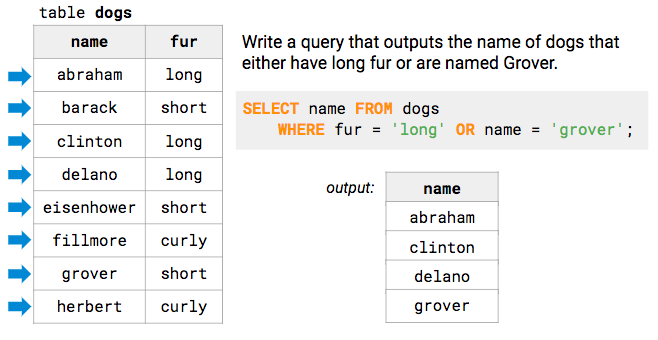 table dogs
name fur
abraham long
barack short
clinton long
delano long
eisenhower short
fillmore curly
grover short
herbert curly
Write a query that outputs the name of dogs that
either have long fur or are named Grover.
SELECT name FROM dogs
WHERE fur = 'long' OR name = 'grover';
output:
name
abraham
clinton
delano
grover